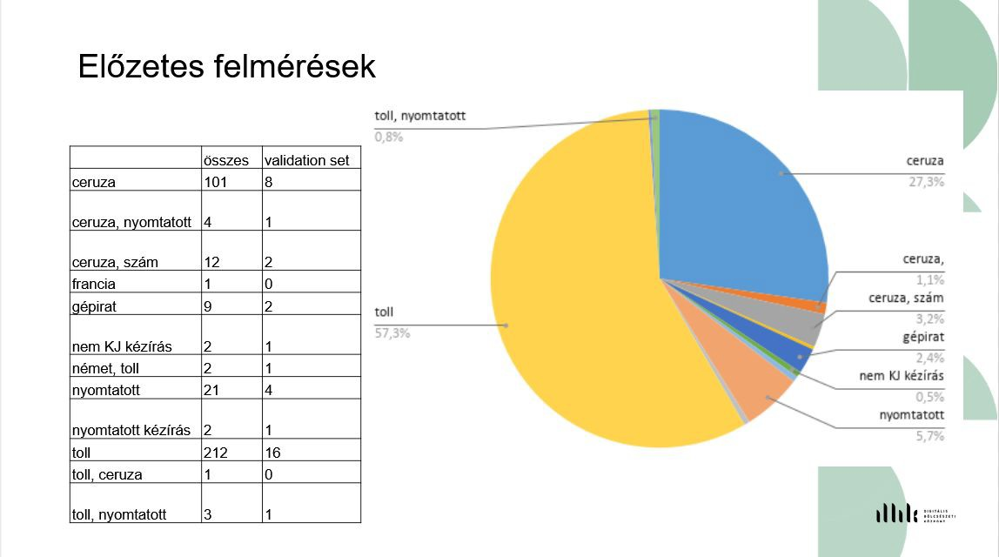 Előzetes felmérések
összes validation set
ceruza 101 8
ceruza, nyomtatott 4 1
ceruza, szám 12 2
francia 1 0
gépirat 9 2
nem KJ kézírás 2 1
német, toll 2 1
nyomtatott 21 4
nyomtatott kézírás 2 1
toll 212 16
toll, ceruza 1 0
toll, nyomtatott 3 1
toll, nyomtatott
0,8%
toll
57,3%
ceruza
27,3%
ceruza,
1,1%
ceruza, szám
3,2%
gépirat
2,4%
nem KJ kézírás
0,5%
nyomtatott
5,7%
DIGITÁLIS
BÖLCSÉSZETI
KÖZPONT